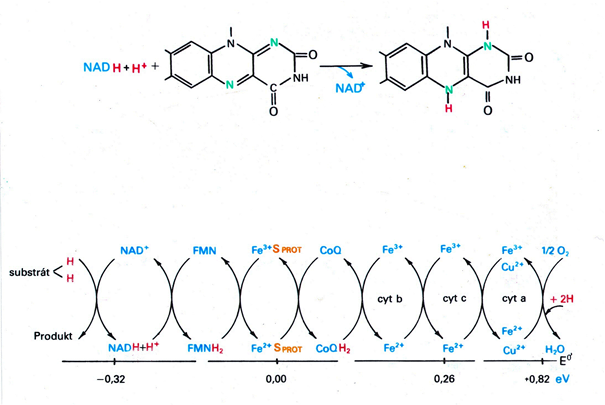 H
N N O
NAD H + H⁺ + NH
N N
O
NAD⁺
H
N N O
NH
N
H O
H NAD⁺ FMN Fe³⁺ S PROT CoQ Fe³⁺ Fe³⁺ Fe³⁺ 1/2 O₂
substrát Cu²⁺
H
cyt b cyt c cyt a + 2H
Fe²⁺
Produkt
NADH+H⁺ FMNH₂ Fe²⁺ S PROT CoQ H₂ Fe²⁺ Fe²⁺ Cu²⁺ H₂O
E⁰'
−0,32 0,00 0,26 +0,82 eV